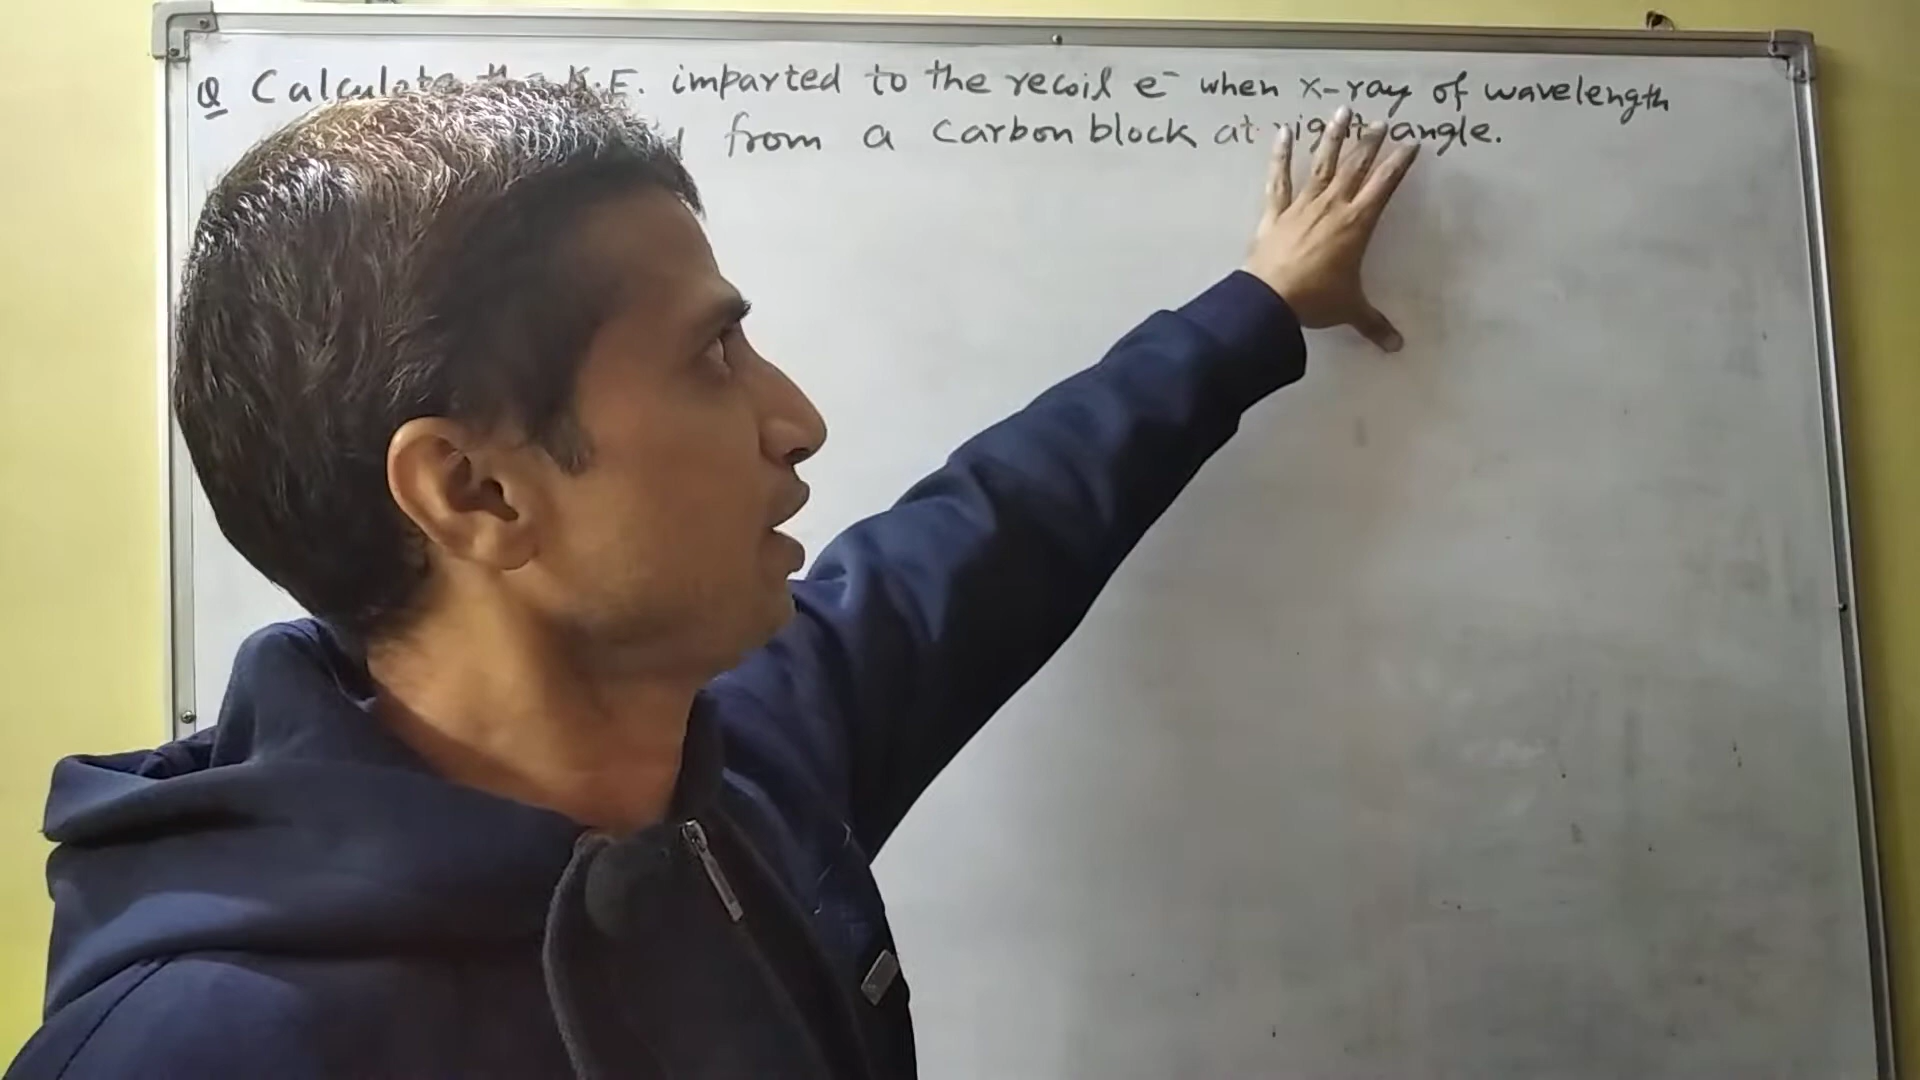 Q Calculate the K.E. imparted to the recoil e⁻ when x-ray of wavelength
from a Carbon block at right angle.